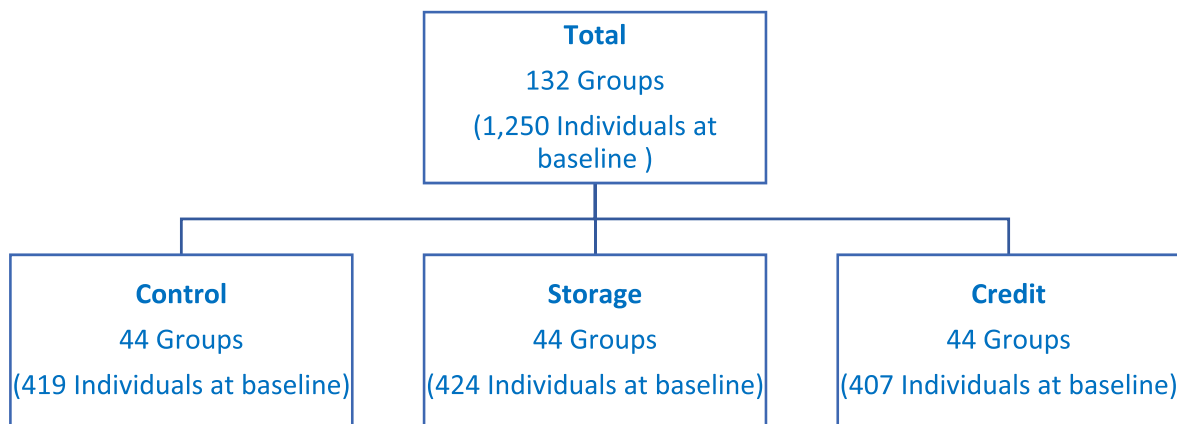 Total
132 Groups
(1,250 Individuals at
baseline )
Control
44 Groups
(419 Individuals at baseline)
Storage
44 Groups
(424 Individuals at baseline)
Credit
44 Groups
(407 Individuals at baseline)